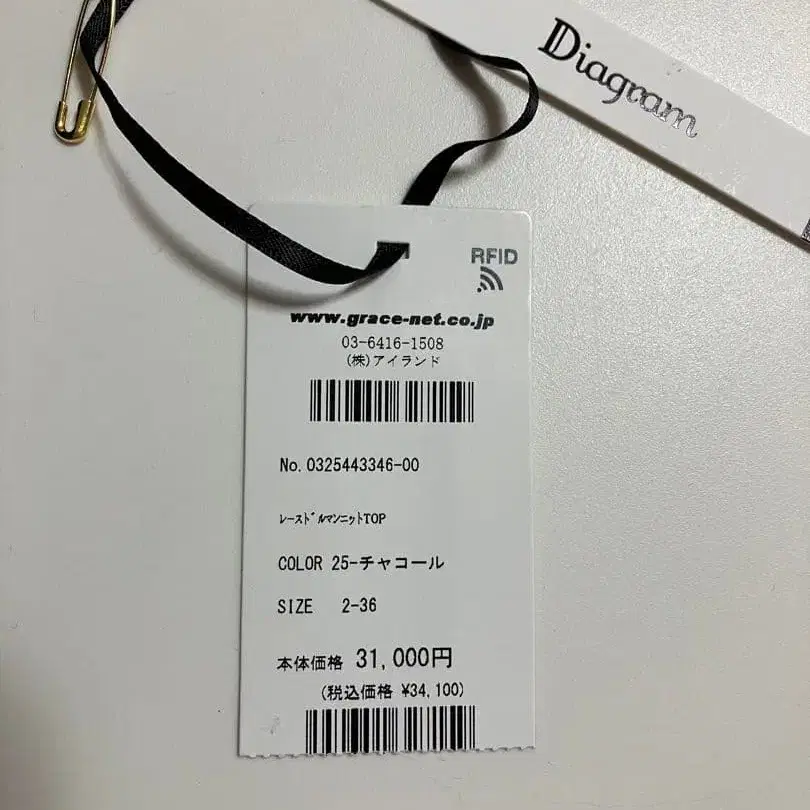 Diagram
RFID
www.grace-net.co.jp
03-6416-1508
(株)アイランド
No. 0325443346-00
ﾚｰｽﾄﾞﾙﾏﾝﾆｯﾄTOP
COLOR 25-チャコール
SIZE 2-36
本体価格 31,000円
(税込価格 ¥34,100)